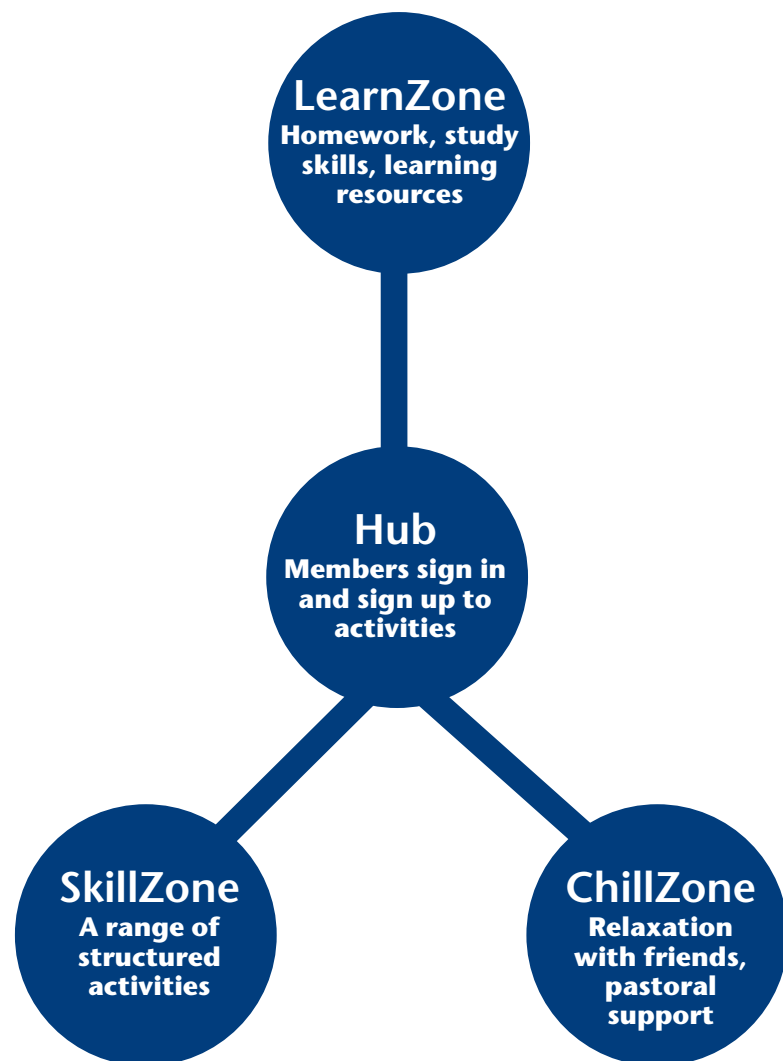 LearnZone
Homework, study
skills, learning
resources
Hub
Members sign in
and sign up to
activities
SkillZone
A range of
structured
activities
ChillZone
Relaxation
with friends,
pastoral
support